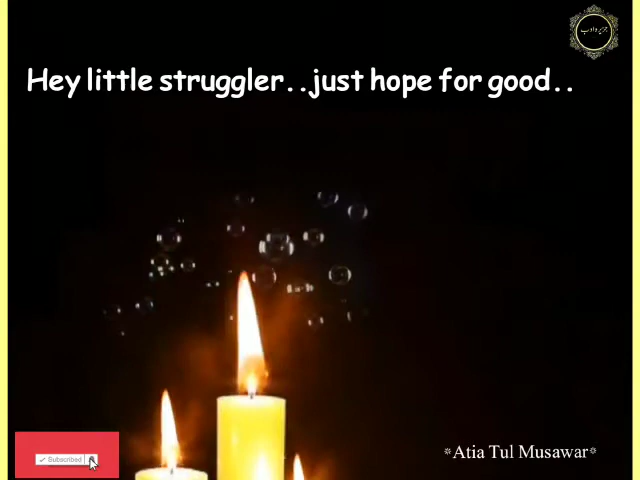 Hey little struggler..just hope for good..
Subscribed
*Atia Tul Musawar*